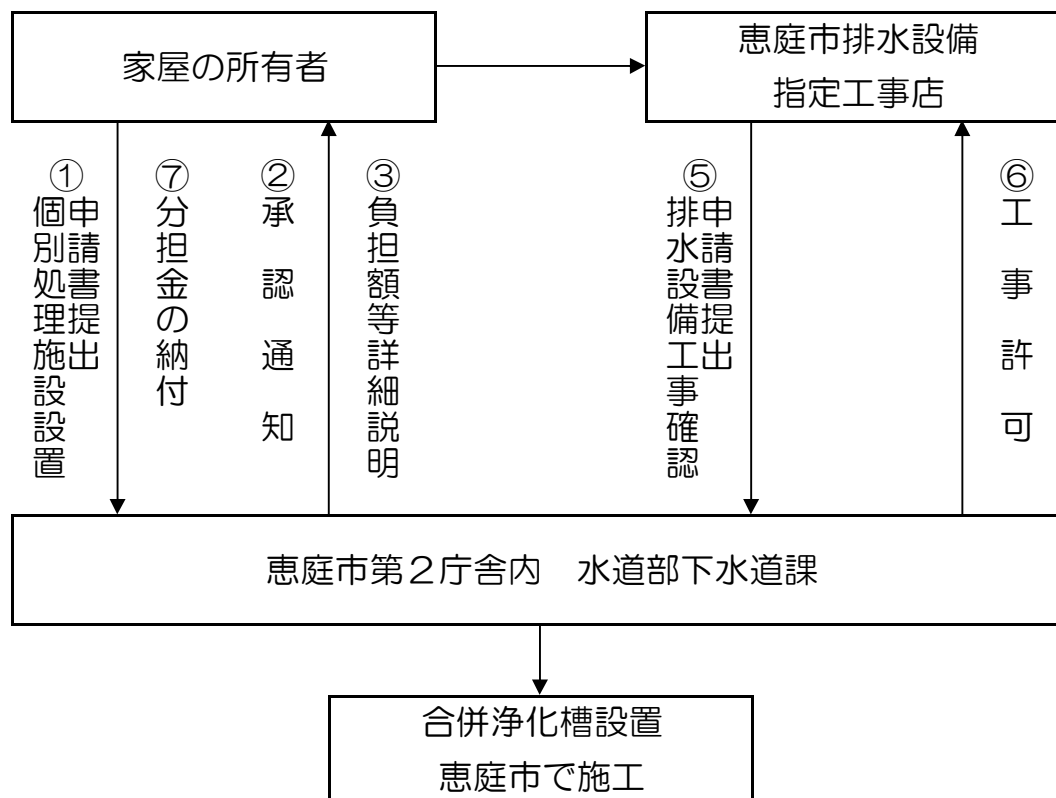 家屋の所有者
恵庭市排水設備
指定工事店
①
個別処理施設設置
申請書提出
⑦
分担金の納付
②
承認通知
③
負担額等詳細説明
⑤
排水設備工事確認
申請書提出
⑥
工事許可
恵庭市第２庁舎内　水道部下水道課
合併浄化槽設置
恵庭市で施工